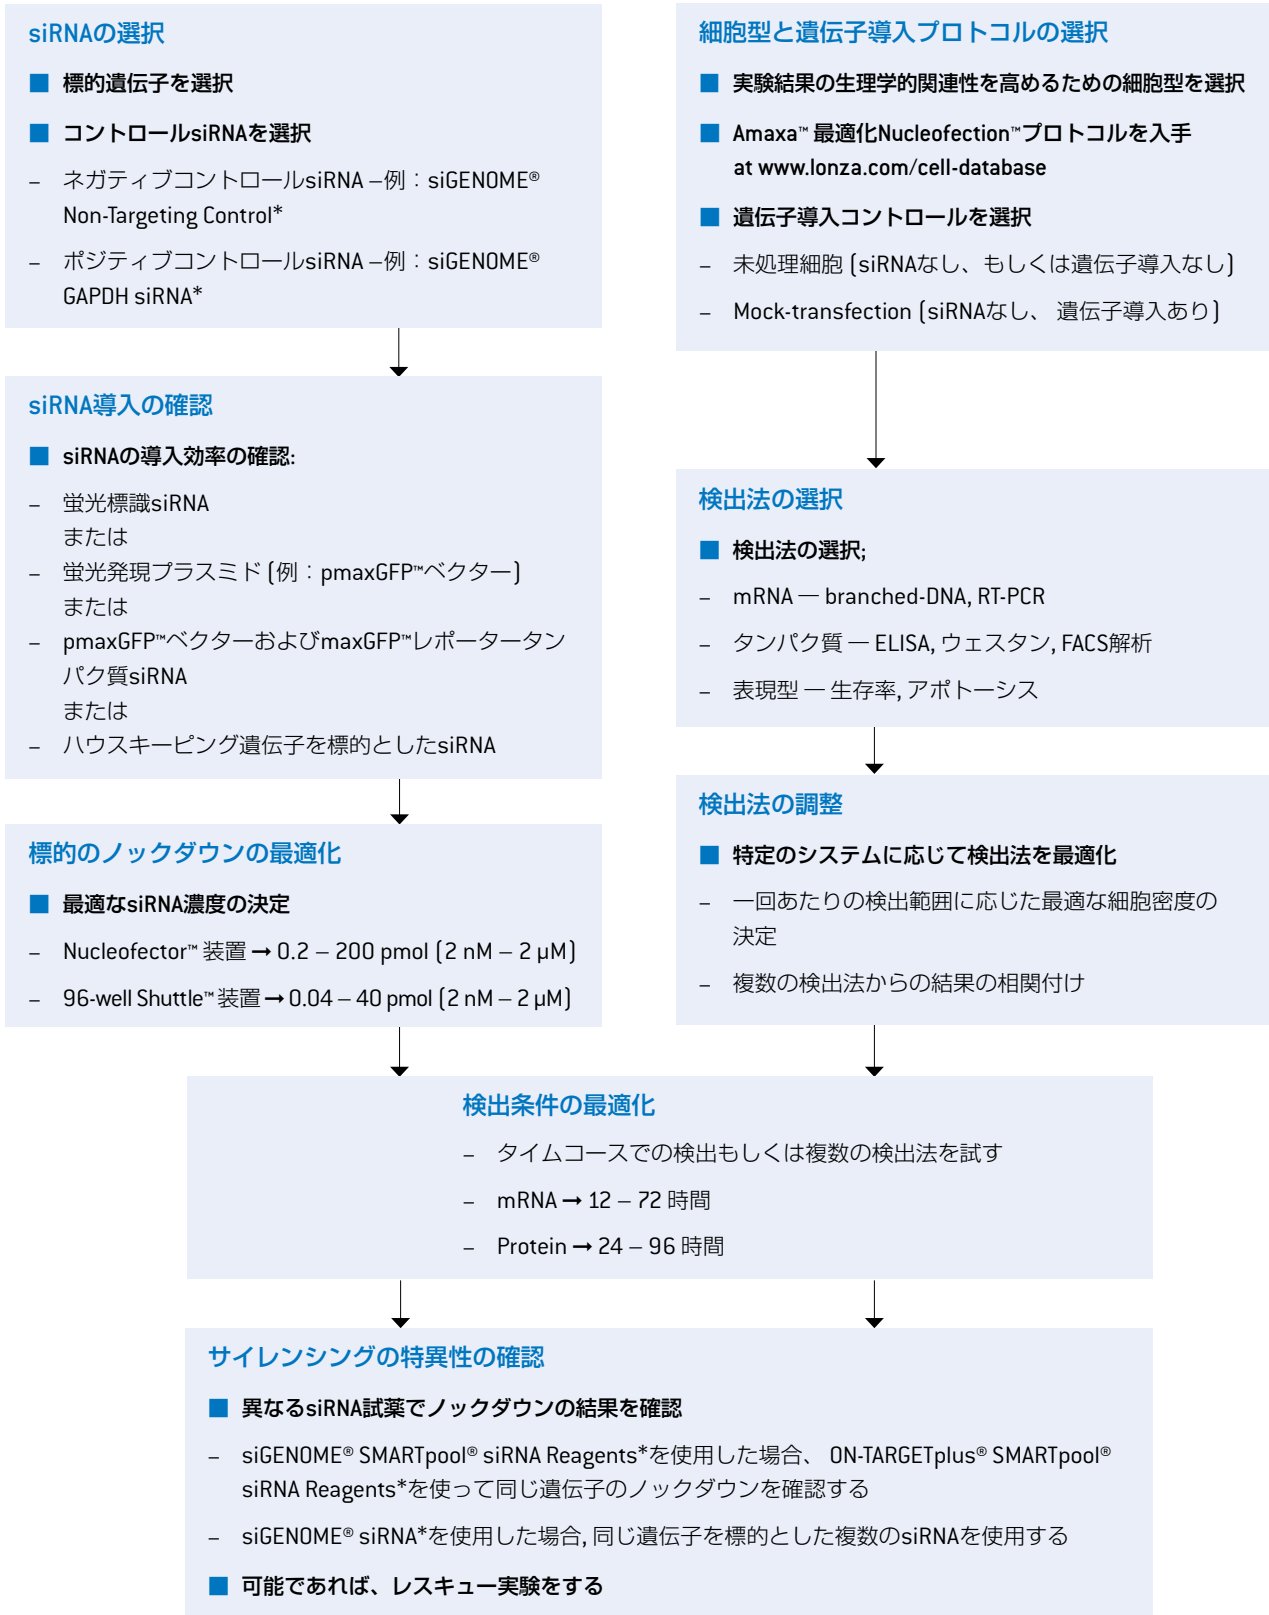 siRNAの選択
■ 標的遺伝子を選択
■ コントロールsiRNAを選択
– ネガティブコントロールsiRNA –例：siGENOME®
Non-Targeting Control*
– ポジティブコントロールsiRNA –例：siGENOME®
GAPDH siRNA*
siRNA導入の確認
■ siRNAの導入効率の確認:
– 蛍光標識siRNA
または
– 蛍光発現プラスミド (例：pmaxGFP™ベクター)
または
– pmaxGFP™ベクターおよびmaxGFP™レポータータン
パク質siRNA
または
– ハウスキーピング遺伝子を標的としたsiRNA
標的のノックダウンの最適化
■ 最適なsiRNA濃度の決定
– Nucleofector™ 装置 → 0.2 – 200 pmol (2 nM – 2 µM)
– 96-well Shuttle™ 装置 → 0.04 – 40 pmol (2 nM – 2 µM)
細胞型と遺伝子導入プロトコルの選択
■ 実験結果の生理学的関連性を高めるための細胞型を選択
■ Amaxa™ 最適化Nucleofection™プロトコルを入手
at www.lonza.com/cell-database
■ 遺伝子導入コントロールを選択
– 未処理細胞 (siRNAなし、もしくは遺伝子導入なし)
– Mock-transfection (siRNAなし、 遺伝子導入あり)
検出法の選択
■ 検出法の選択;
– mRNA — branched-DNA, RT-PCR
– タンパク質 — ELISA, ウェスタン, FACS解析
– 表現型 — 生存率, アポトーシス
検出法の調整
■ 特定のシステムに応じて検出法を最適化
– 一回あたりの検出範囲に応じた最適な細胞密度の
決定
– 複数の検出法からの結果の相関付け
検出条件の最適化
– タイムコースでの検出もしくは複数の検出法を試す
– mRNA → 12 – 72 時間
– Protein → 24 – 96 時間
サイレンシングの特異性の確認
■ 異なるsiRNA試薬でノックダウンの結果を確認
– siGENOME® SMARTpool® siRNA Reagents*を使用した場合、 ON-TARGETplus® SMARTpool®
siRNA Reagents*を使って同じ遺伝子のノックダウンを確認する
– siGENOME® siRNA*を使用した場合, 同じ遺伝子を標的とした複数のsiRNAを使用する
■ 可能であれば、レスキュー実験をする